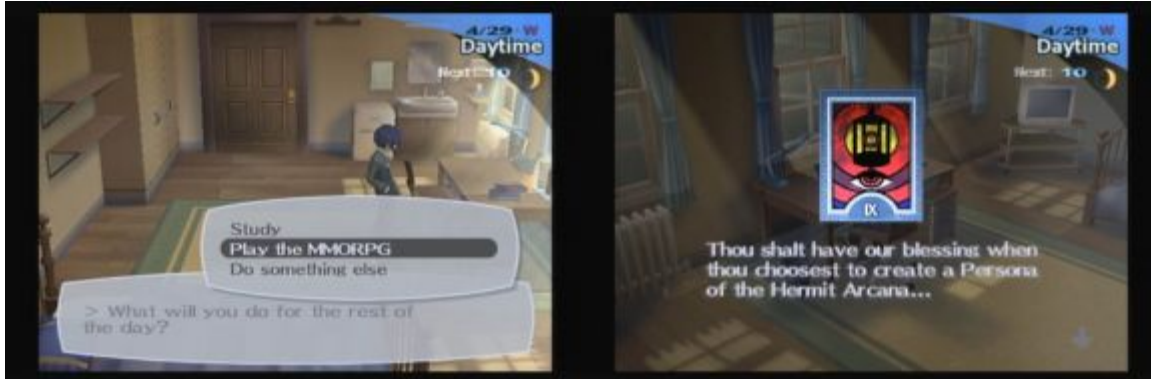 4/29 W
Daytime
Next: 10
Study
Play the MMORPG
Do something else
> What will you do for the rest of
the day?
4/29 W
Daytime
Next: 10
IX
Thou shalt have our blessing when
thou choosest to create a Persona
of the Hermit Arcana...